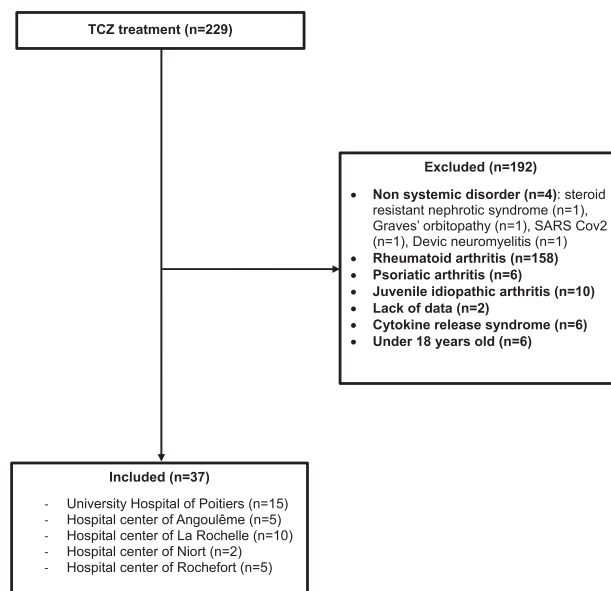 TCZ treatment (n=229)
Excluded (n=192)
• Non systemic disorder (n=4): steroid
resistant nephrotic syndrome (n=1),
Graves' orbitopathy (n=1), SARS Cov2
(n=1), Devic neuromyelitis (n=1)
• Rheumatoid arthritis (n=158)
• Psoriatic arthritis (n=6)
• Juvenile idiopathic arthritis (n=10)
• Lack of data (n=2)
• Cytokine release syndrome (n=6)
• Under 18 years old (n=6)
Included (n=37)
- University Hospital of Poitiers (n=15)
- Hospital center of Angoulême (n=5)
- Hospital center of La Rochelle (n=10)
- Hospital center of Niort (n=2)
- Hospital center of Rochefort (n=5)